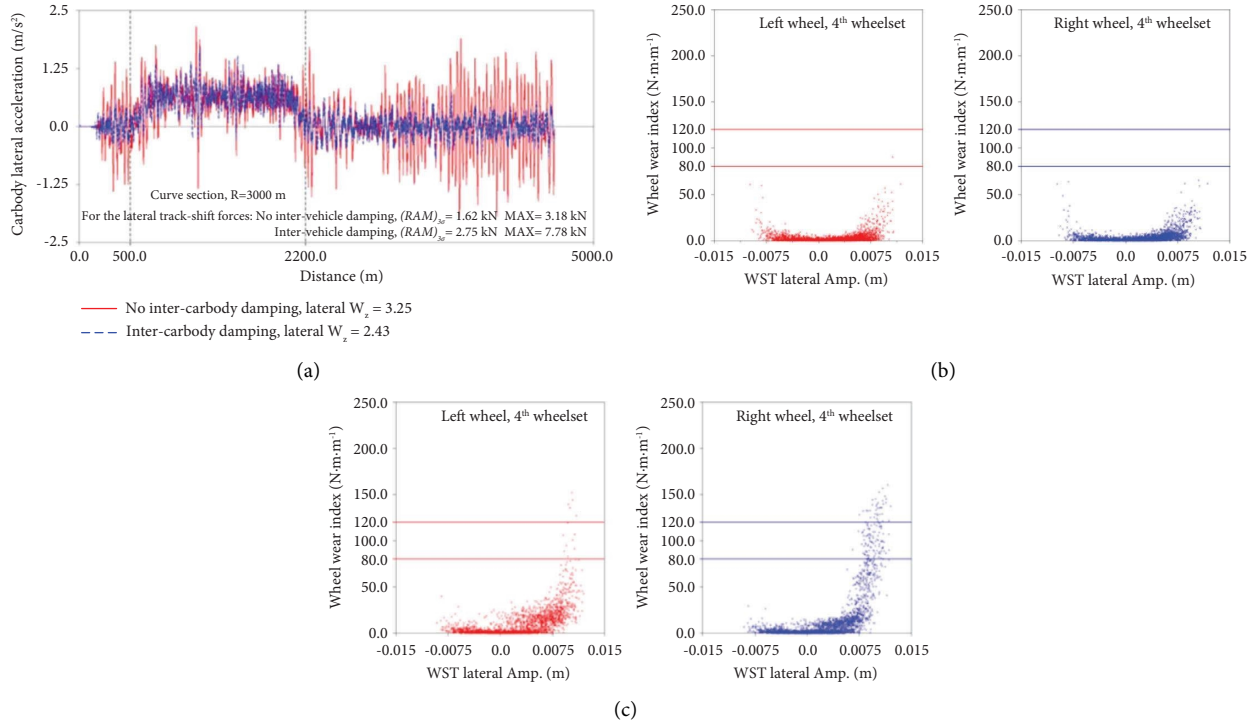 2.5
1.25
0.0
-1.25
-2.5
Carbody lateral acceleration (m/s²)
Curve section, R=3000 m
For the lateral track-shift forces: No inter-vehicle damping, (RAM)3σ = 1.62 kN MAX= 3.18 kN
Inter-vehicle damping, (RAM)3σ = 2.75 kN MAX= 7.78 kN
0.0 500.0 2200.0 5000.0
Distance (m)
No inter-carbody damping, lateral Wz = 3.25
Inter-carbody damping, lateral Wz = 2.43
(a)
250.0
200.0
150.0
120.0
100.0
80.0
50.0
0.0
Wheel wear index (N·m·m⁻¹)
Left wheel, 4th wheelset
-0.015 -0.0075 0.0 0.0075 0.015
WST lateral Amp. (m)
250.0
200.0
150.0
120.0
100.0
80.0
50.0
0.0
Wheel wear index (N·m·m⁻¹)
Right wheel, 4th wheelset
-0.015 -0.0075 0.0 0.0075 0.015
WST lateral Amp. (m)
(b)
250.0
200.0
150.0
120.0
100.0
80.0
50.0
0.0
Wheel wear index (N·m·m⁻¹)
Left wheel, 4th wheelset
-0.015 -0.0075 0.0 0.0075 0.015
WST lateral Amp. (m)
250.0
200.0
150.0
120.0
100.0
80.0
50.0
0.0
Wheel wear index (N-m-m⁻¹)
Right wheel, 4th wheelset
-0.015 -0.0075 0.0 0.0075 0.015
WST lateral Amp. (m)
(c)